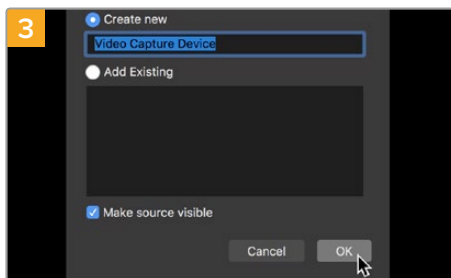 3
Create new
Video Capture Device
Add Existing
Make source visible
Cancel OK